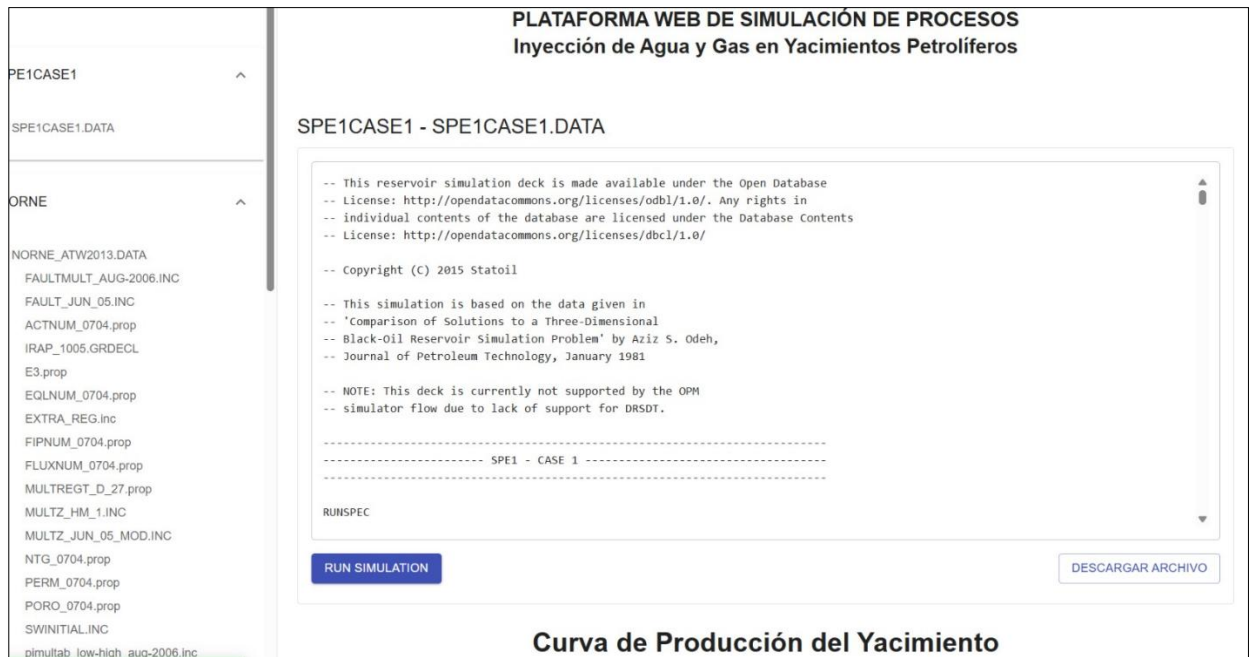 PLATAFORMA WEB DE SIMULACIÓN DE PROCESOS
Inyección de Agua y Gas en Yacimientos Petrolíferos
PE1CASE1
SPE1CASE1.DATA
ORNE
NORNE_ATW2013.DATA
FAULTMULT_AUG-2006.INC
FAULT_JUN_05.INC
ACTNUM_0704.prop
IRAP_1005.GRDECL
E3.prop
EQLNUM_0704.prop
EXTRA_REG.inc
FIPNUM_0704.prop
FLUXNUM_0704.prop
MULTREGT_D_27.prop
MULTZ_HM_1.INC
MULTZ_JUN_05_MOD.INC
NTG_0704.prop
PERM_0704.prop
PORO_0704.prop
SWINITIAL.INC
pimultab_low-high_aug-2006.inc
SPE1CASE1 - SPE1CASE1.DATA
-- This reservoir simulation deck is made available under the Open Database
-- License: http://opendatacommons.org/licenses/odbl/1.0/. Any rights in
-- individual contents of the database are licensed under the Database Contents
-- License: http://opendatacommons.org/licenses/dbcl/1.0/
-- Copyright (C) 2015 Statoil
-- This simulation is based on the data given in
-- 'Comparison of Solutions to a Three-Dimensional
-- Black-Oil Reservoir Simulation Problem' by Aziz S. Odeh,
-- Journal of Petroleum Technology, January 1981
-- NOTE: This deck is currently not supported by the OPM
-- simulator flow due to lack of support for DRSDT.
---------------------------------------------------------------------------
------------------------ SPE1 - CASE 1 ------------------------------------
---------------------------------------------------------------------------
RUNSPEC
RUN SIMULATION
DESCARGAR ARCHIVO
Curva de Producción del Yacimiento